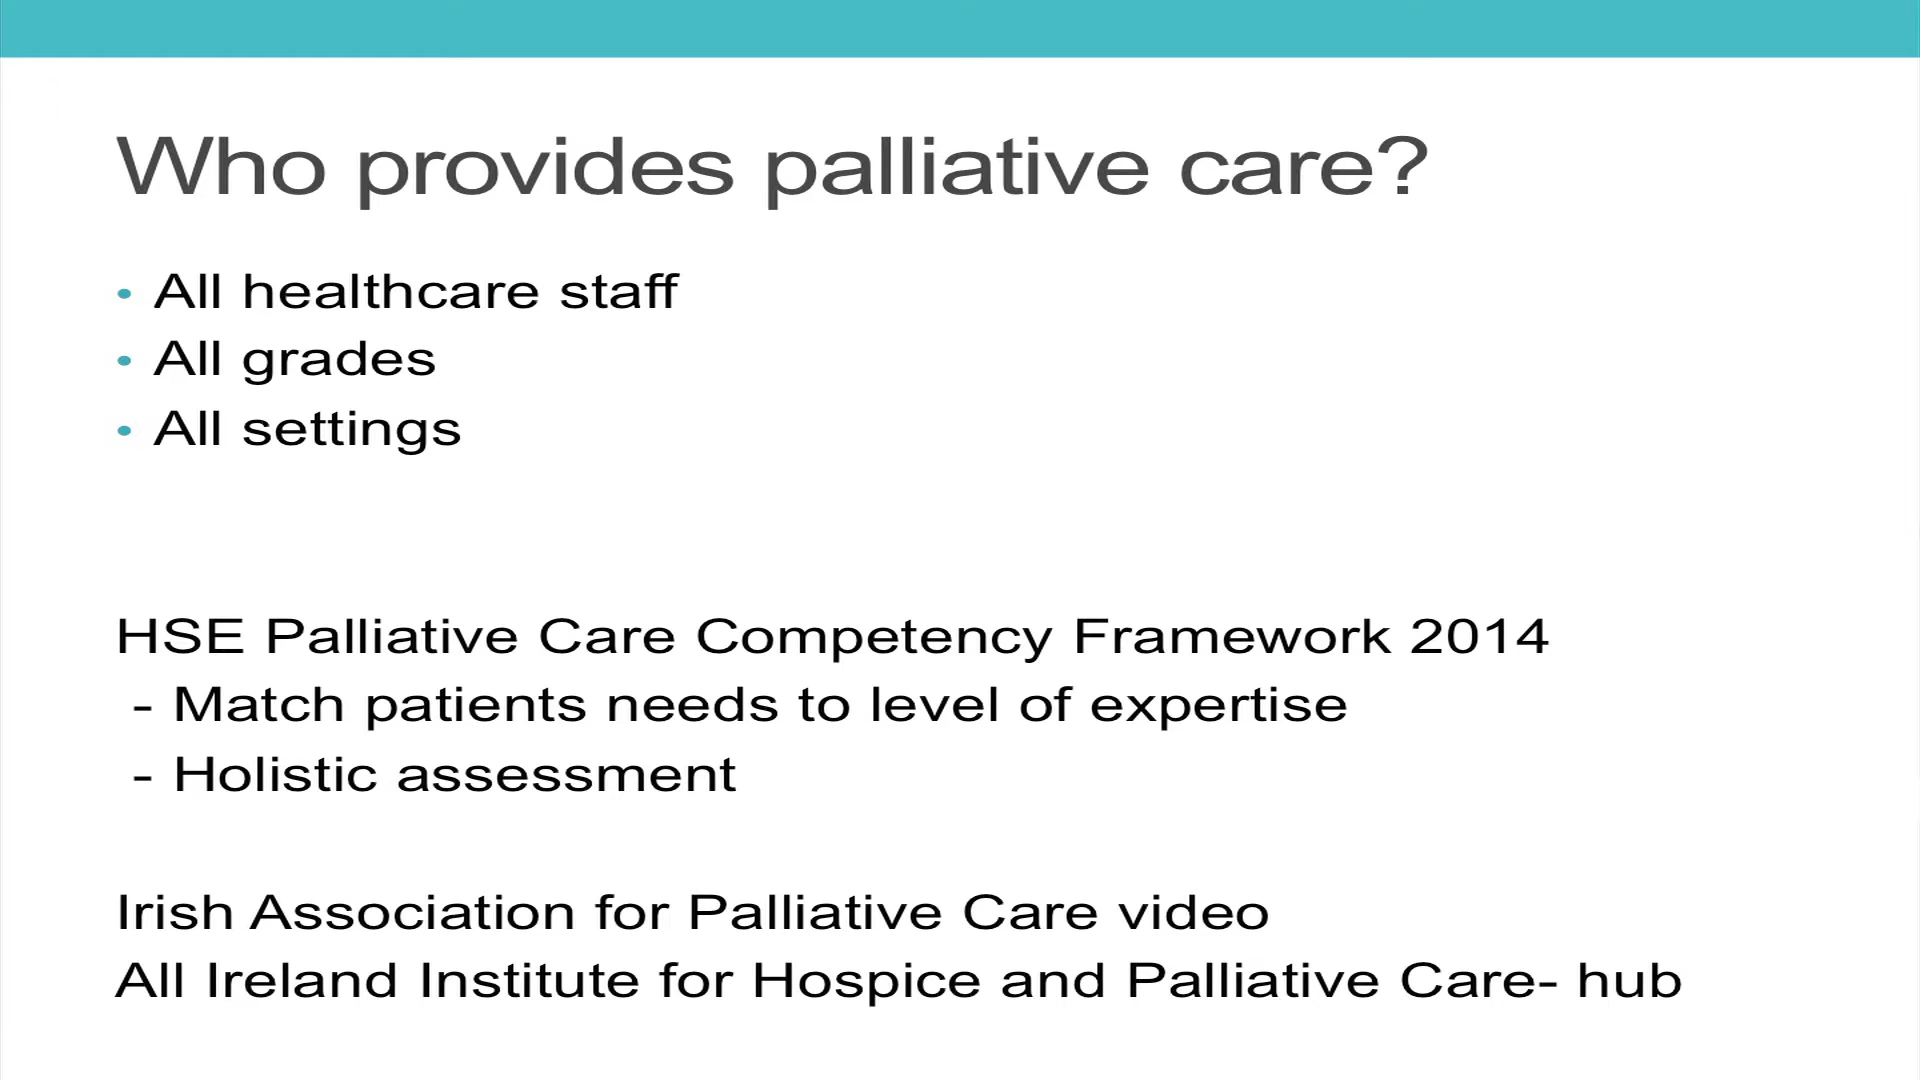 Who provides palliative care?
• All healthcare staff
• All grades
• All settings
HSE Palliative Care Competency Framework 2014
- Match patients needs to level of expertise
- Holistic assessment
Irish Association for Palliative Care video
All Ireland Institute for Hospice and Palliative Care- hub